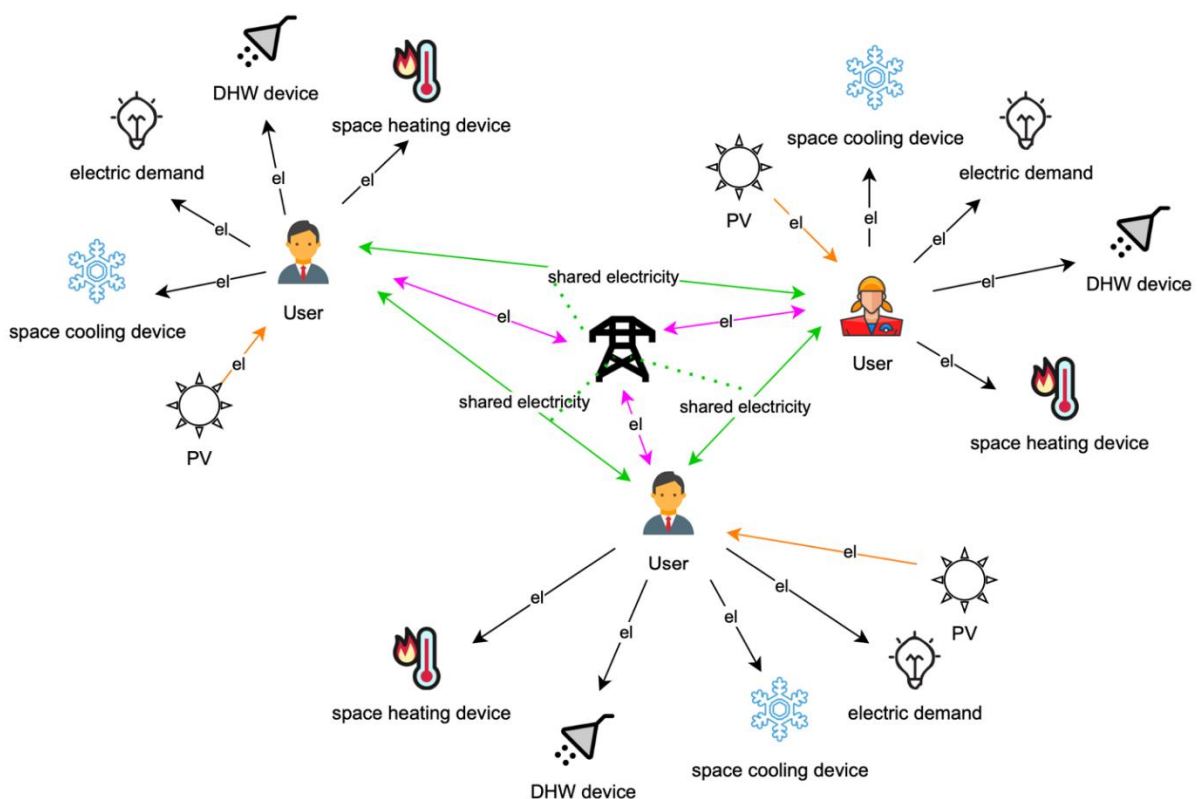 DHW device
space heating device
el
el
electric demand
el
el
space cooling device
User
el
PV
space cooling device
electric demand
PV
el
el
el
el
DHW device
User
el
space heating device
shared electricity
el
el
shared electricity
shared electricity
el
User
el
PV
el
el
el
el
space heating device
DHW device
space cooling device
electric demand